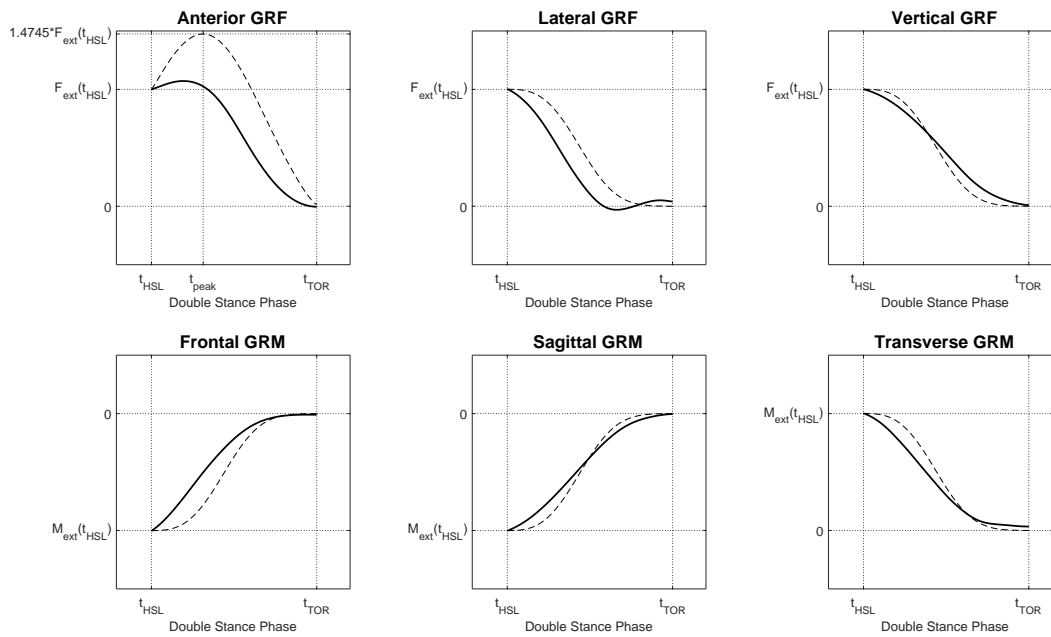 Anterior GRF
1.4745*F_ext(t_HSL)
F_ext(t_HSL)
0
t_HSL t_peak t_TOR
Double Stance Phase
Lateral GRF
F_ext(t_HSL)
0
t_HSL t_TOR
Double Stance Phase
Vertical GRF
F_ext(t_HSL)
0
t_HSL t_TOR
Double Stance Phase
Frontal GRM
0
M_ext(t_HSL)
t_HSL t_TOR
Double Stance Phase
Sagittal GRM
0
M_ext(t_HSL)
t_HSL t_TOR
Double Stance Phase
Transverse GRM
M_ext(t_HSL)
0
t_HSL t_TOR
Double Stance Phase